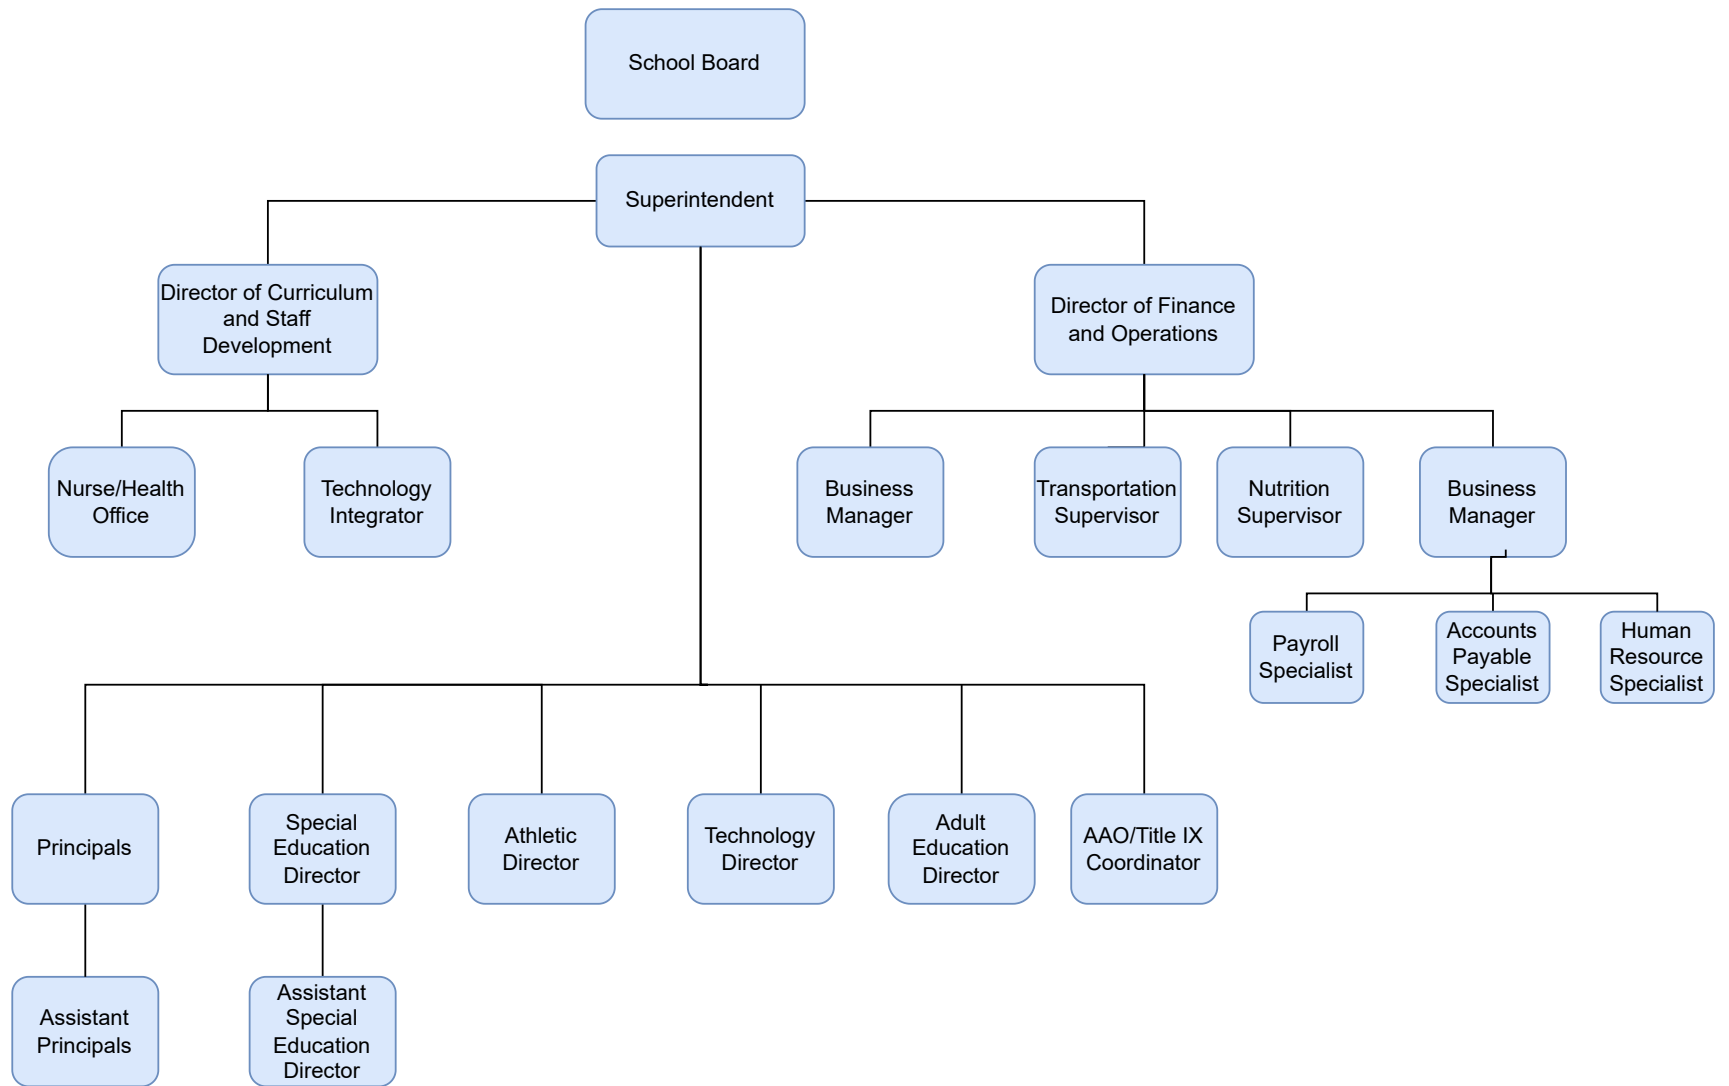 School Board
Superintendent
Director of Curriculum
and Staff
Development
Director of Finance
and Operations
Nurse/Health
Office
Technology
Integrator
Business
Manager
Transportation
Supervisor
Nutrition
Supervisor
Business
Manager
Payroll
Specialist
Accounts
Payable
Specialist
Human
Resource
Specialist
Principals
Special
Education
Director
Athletic
Director
Technology
Director
Adult
Education
Director
AAO/Title IX
Coordinator
Assistant
Principals
Assistant
Special
Education
Director